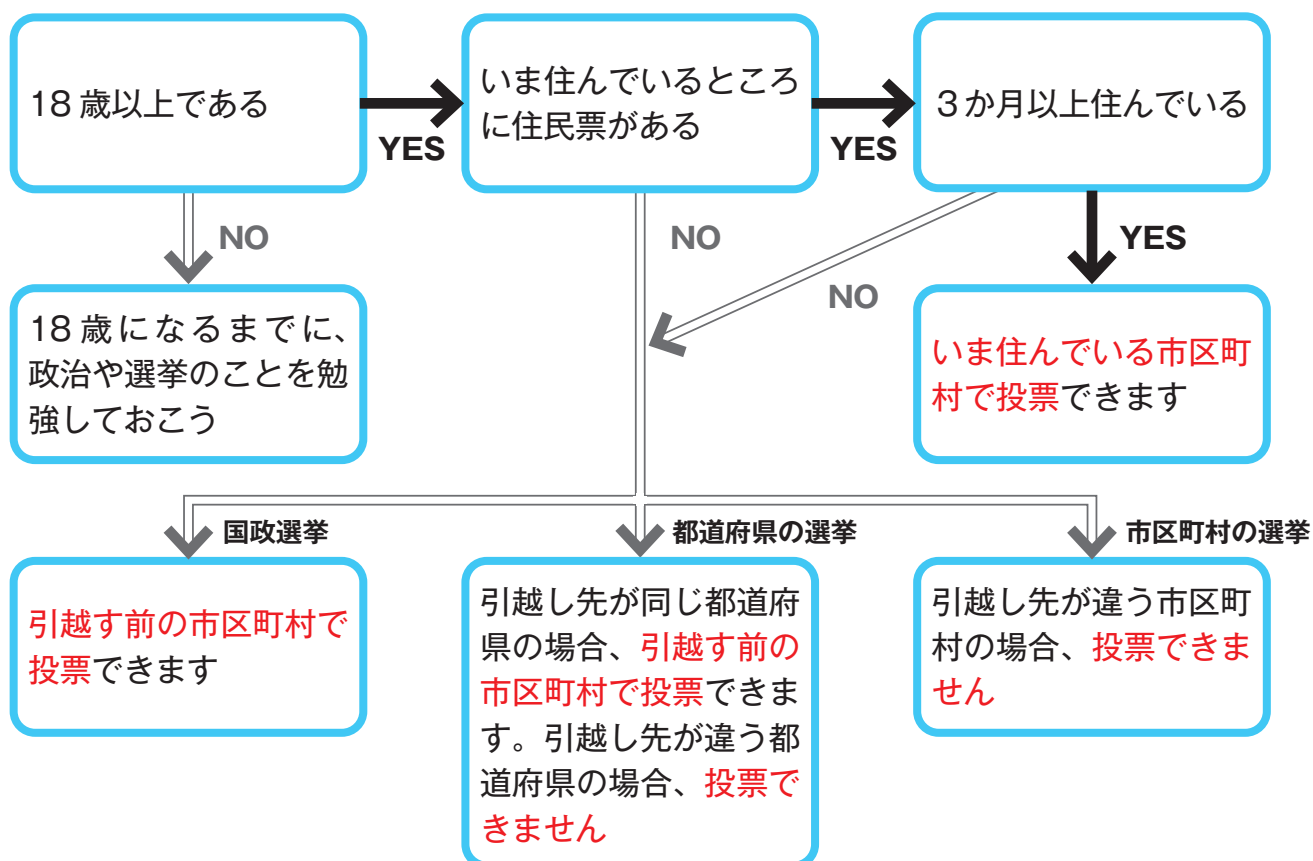 18 歳以上である
YES
いま住んでいるところ
に住民票がある
YES
3か月以上住んでいる
NO
NO
NO
YES
18 歳になるまでに、
政治や選挙のことを勉
強しておこう
いま住んでいる市区町
村で投票できます
国政選挙
都道府県の選挙
市区町村の選挙
引越す前の市区町村で
投票できます
引越し先が同じ都道府
県の場合、引越す前の
市区町村で投票できま
す。引越し先が違う都
道府県の場合、投票で
きません
引越し先が違う市区町
村の場合、投票できま
せん